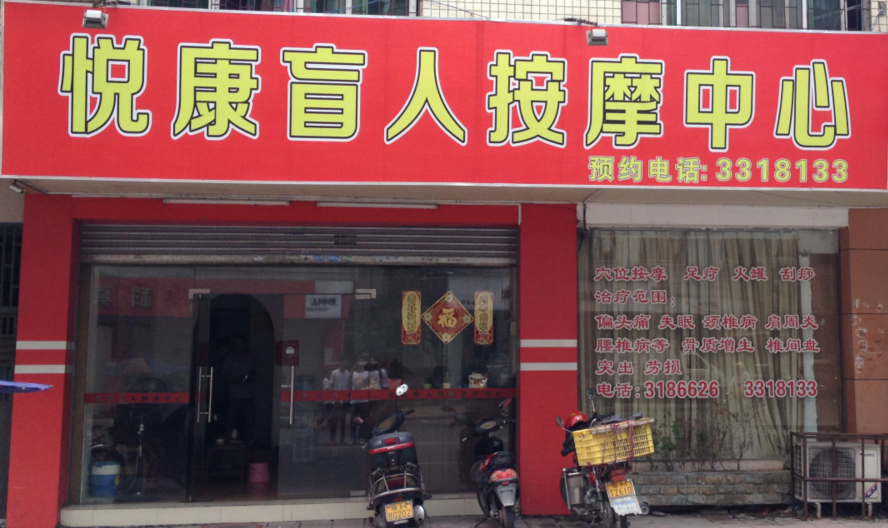 悦康盲人按摩中心
预约电话:3318133
福
穴位按摩 足疗 火罐 刮痧
治疗范围:
偏头痛 失眠 颈椎病 肩周炎
腰椎病等 骨质增生 椎间盘
突出 劳损
电话:3186626 3318133